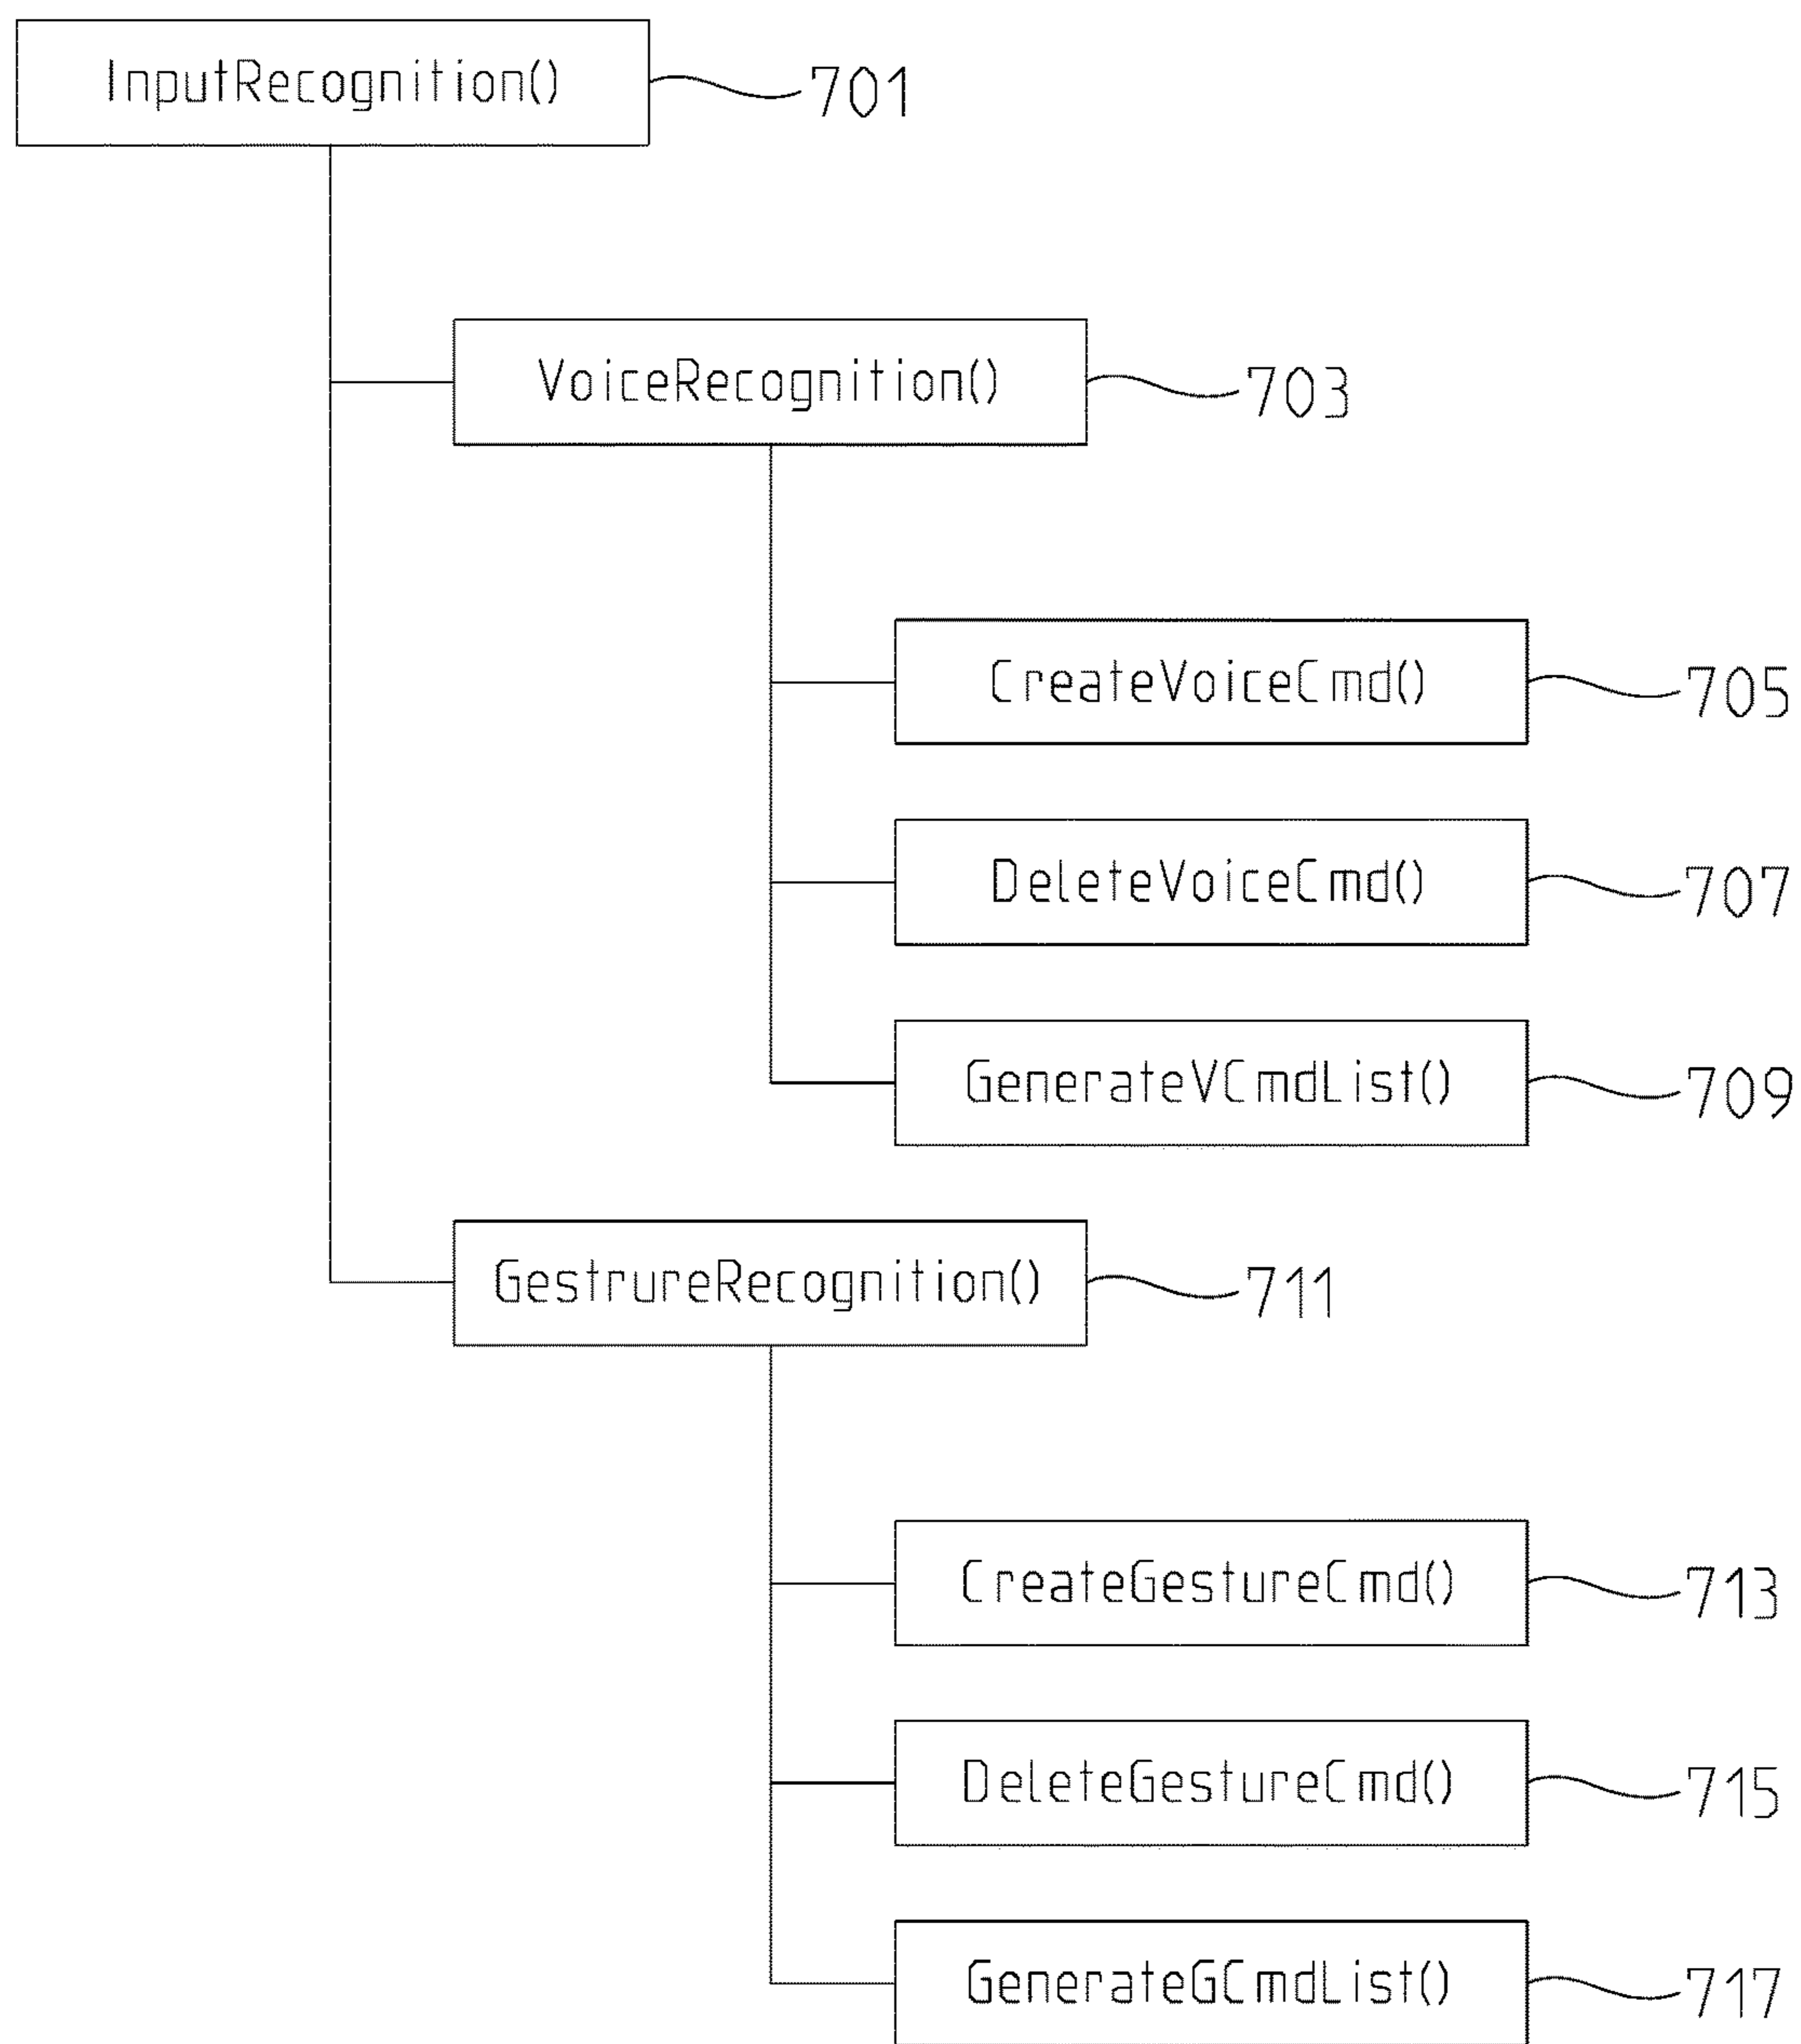 InputRecognition() 701
VoiceRecognition() 703
CreateVoiceCmd() 705
DeleteVoiceCmd() 707
GenerateVCmdList() 709
GestrureRecognition() 711
CreateGestureCmd() 713
DeleteGestureCmd() 715
GenerateGCmdList() 717